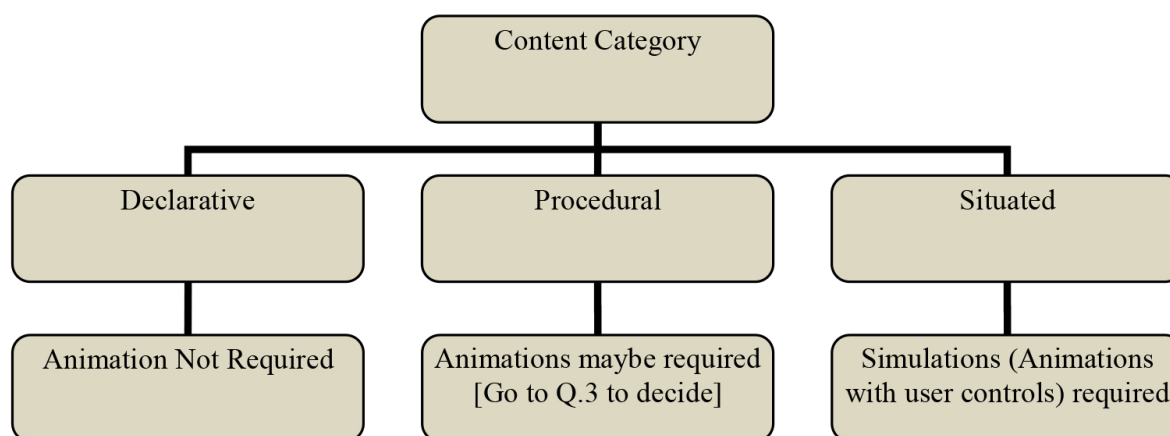 Content Category
Declarative
Procedural
Situated
Animation Not Required
Animations maybe required
[Go to Q.3 to decide]
Simulations (Animations
with user controls) required